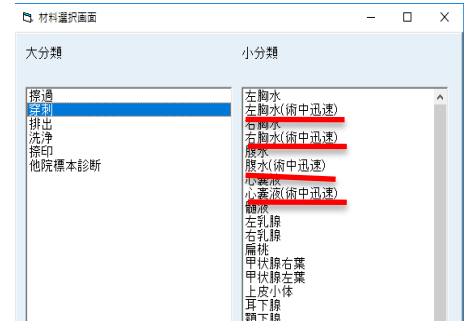 材料選択画面
大分類
小分類
擦過
穿刺
排出
洗浄
捺印
他院標本診断
左胸水
左胸水(術中迅速)
右胸水
右胸水(術中迅速)
腹水
腹水(術中迅速)
心嚢液
心嚢液(術中迅速)
髄液
左乳腺
右乳腺
扁桃
甲状腺右葉
甲状腺左葉
上皮小体
耳下腺
顎下腺